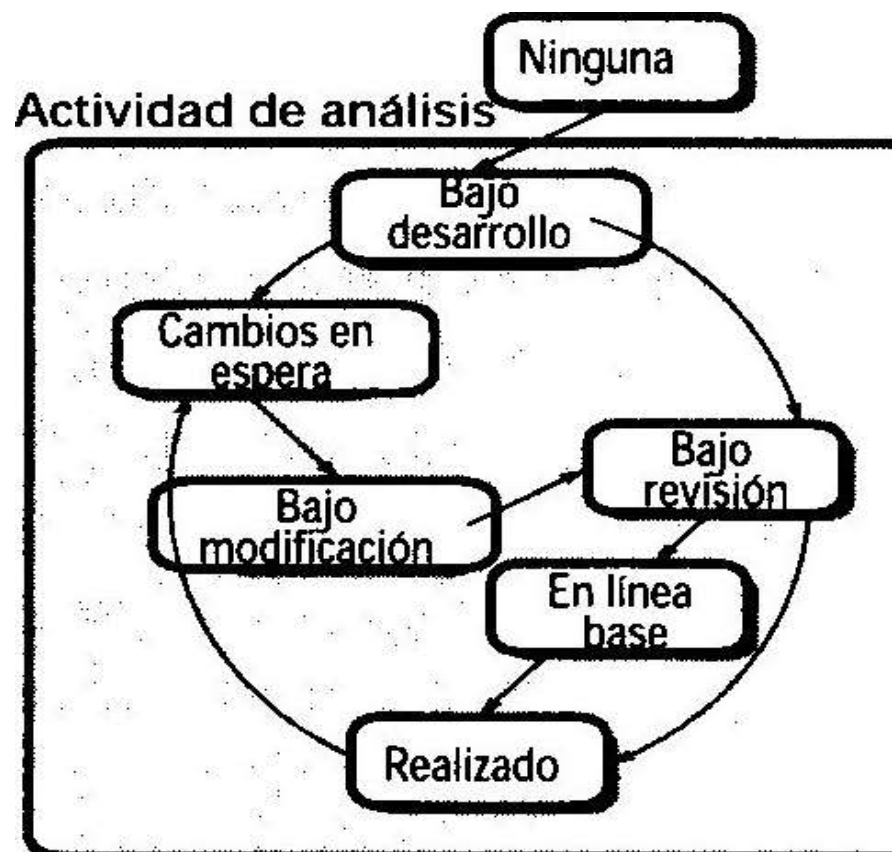 Ninguna
Actividad de análisis
Bajo
desarrollo
Cambios en
espera
Bajo
revisión
Bajo
modificación
En línea
base
Realizado